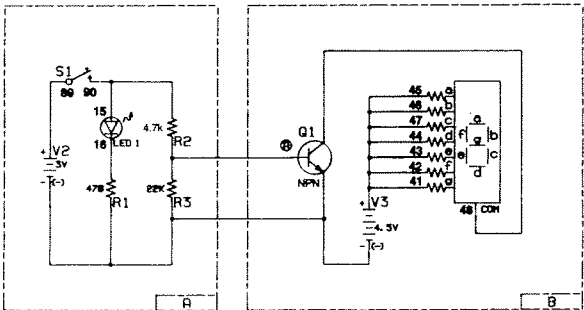 S1
89 90
15
16
LED 1
4.7k
R2
V2
3V
+
-
(-)
470
R1
22K
R3
A
Q1
B
NPN
45 a
46 b
47 c
44 d
43 e
42 f
41 g
a
f g b
e c
d
48 COM
+
V3
4.5V
-
(-)
B